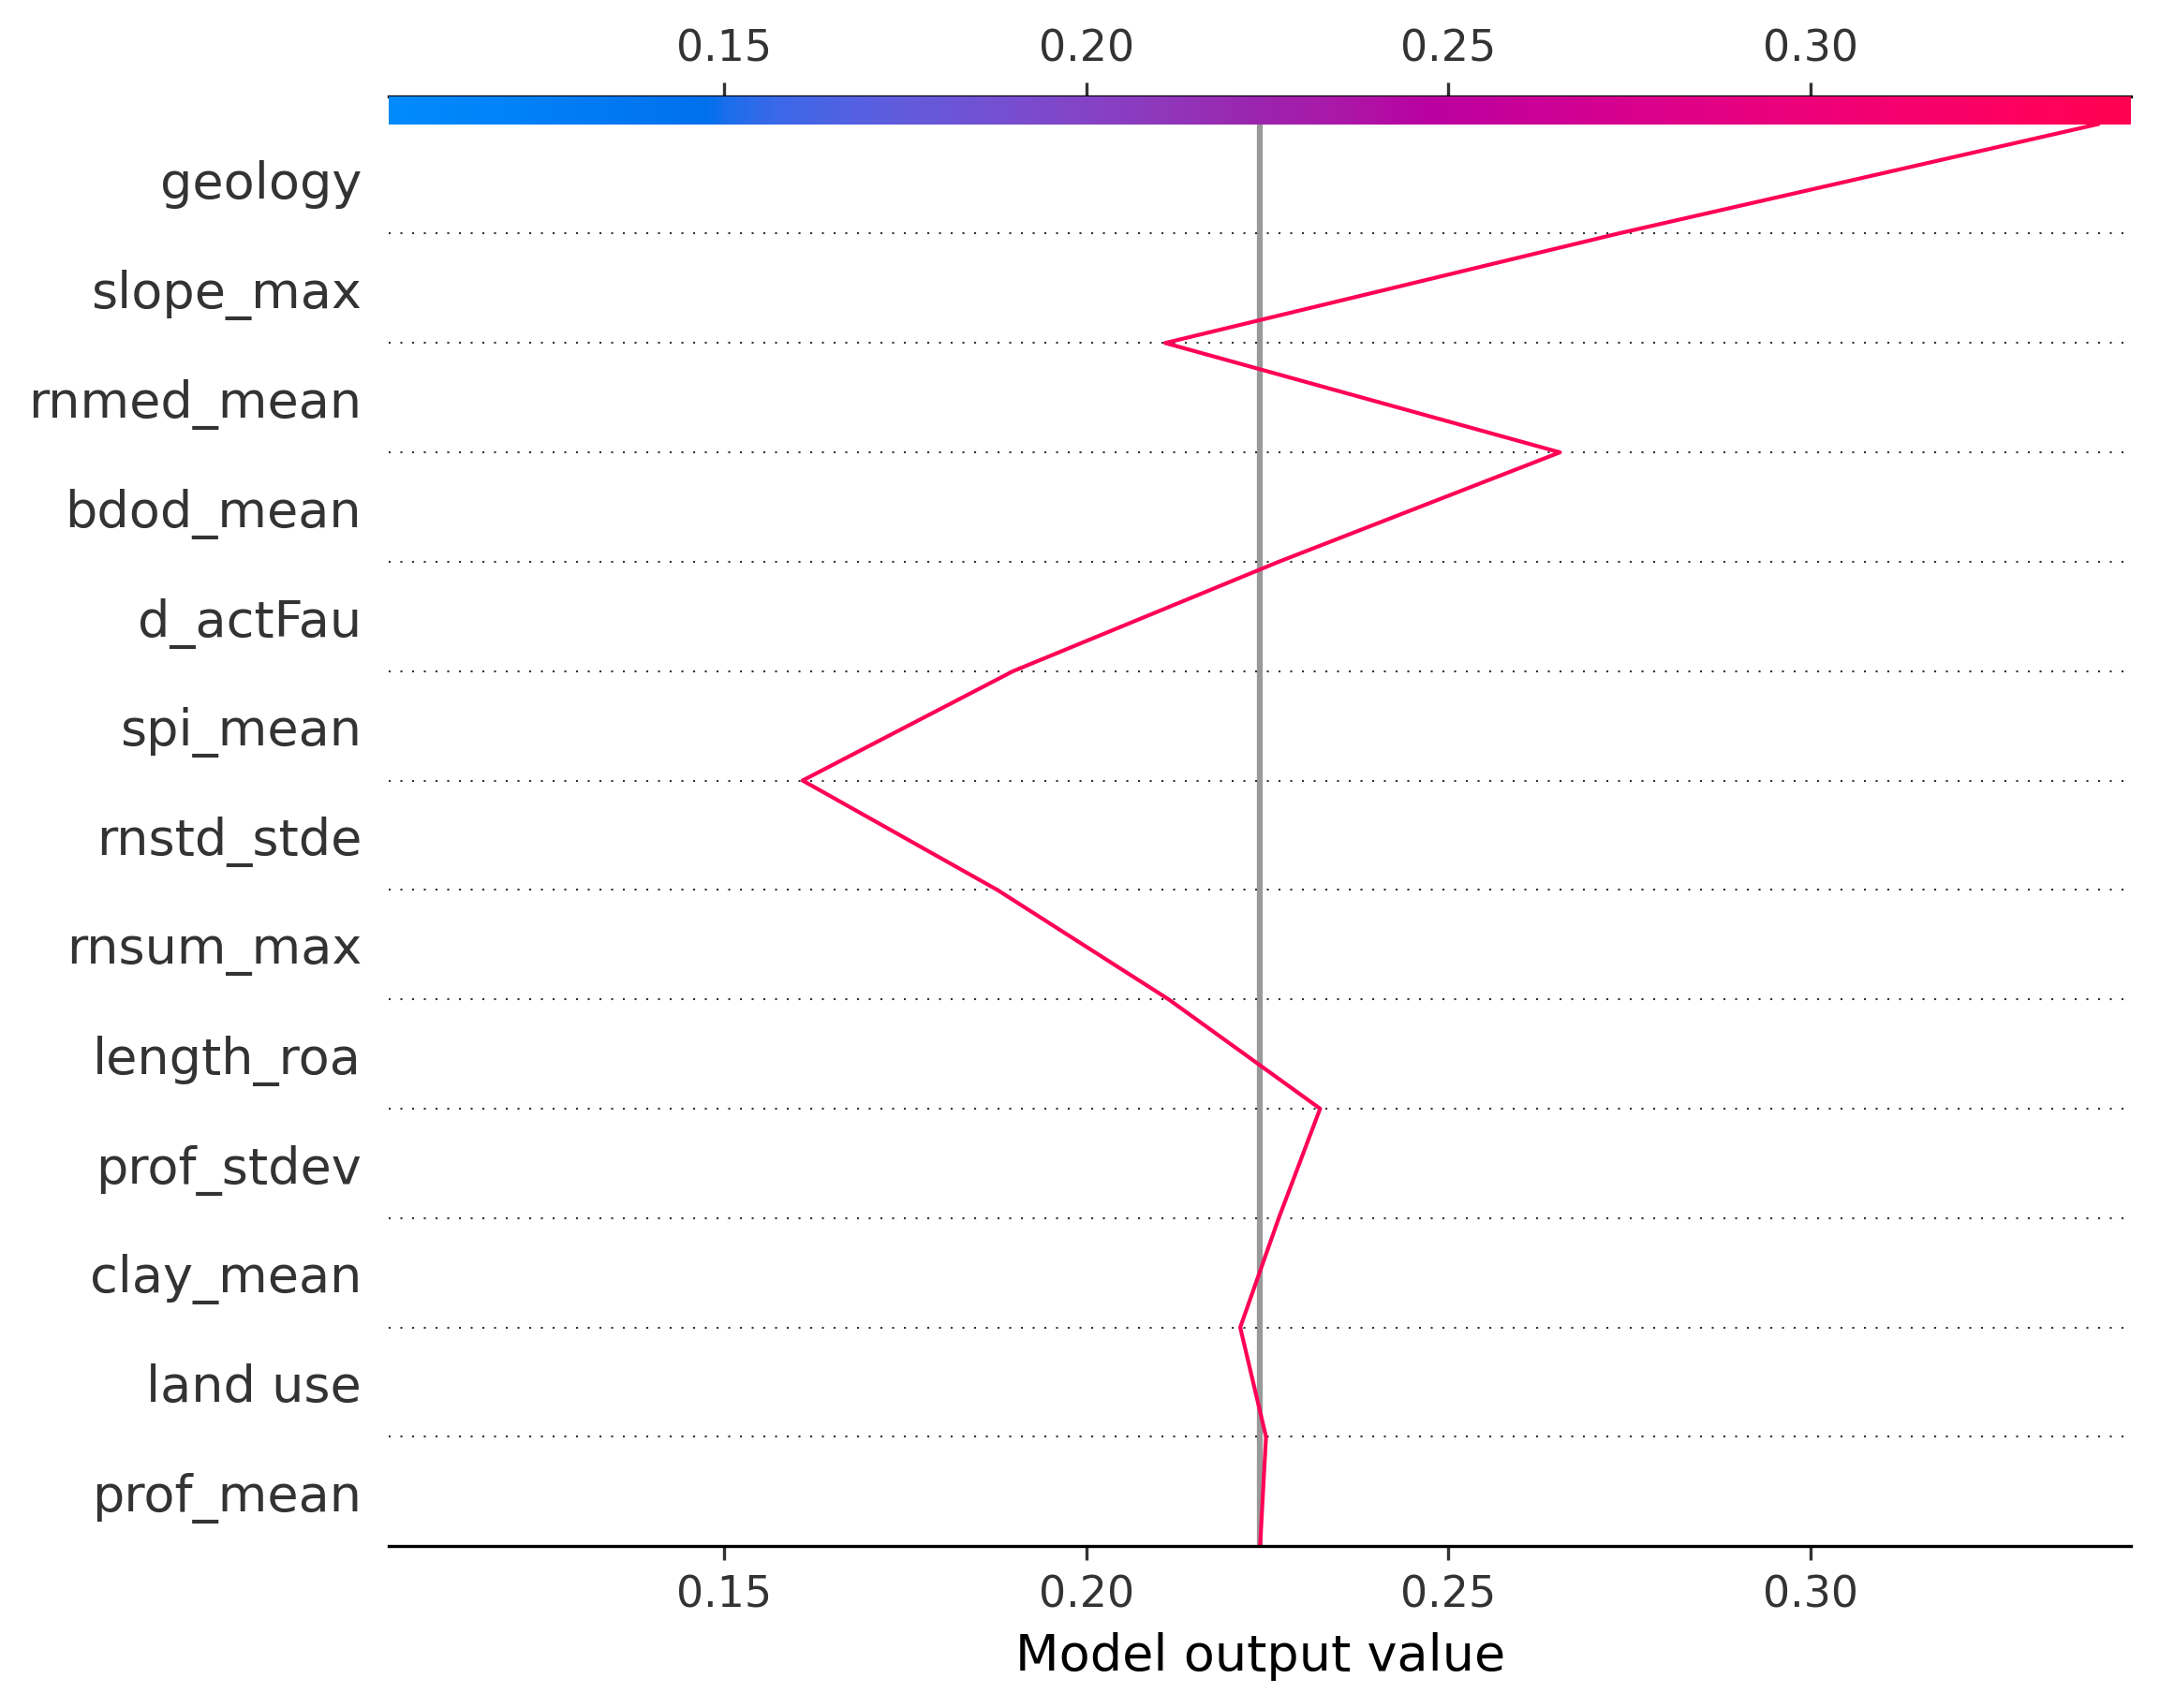 0.15 0.20 0.25 0.30
geology
slope_max
rnmed_mean
bdod_mean
d_actFau
spi_mean
rnstd_stde
rnsum_max
length_roa
prof_stdev
clay_mean
land use
prof_mean
0.15 0.20 0.25 0.30
Model output value